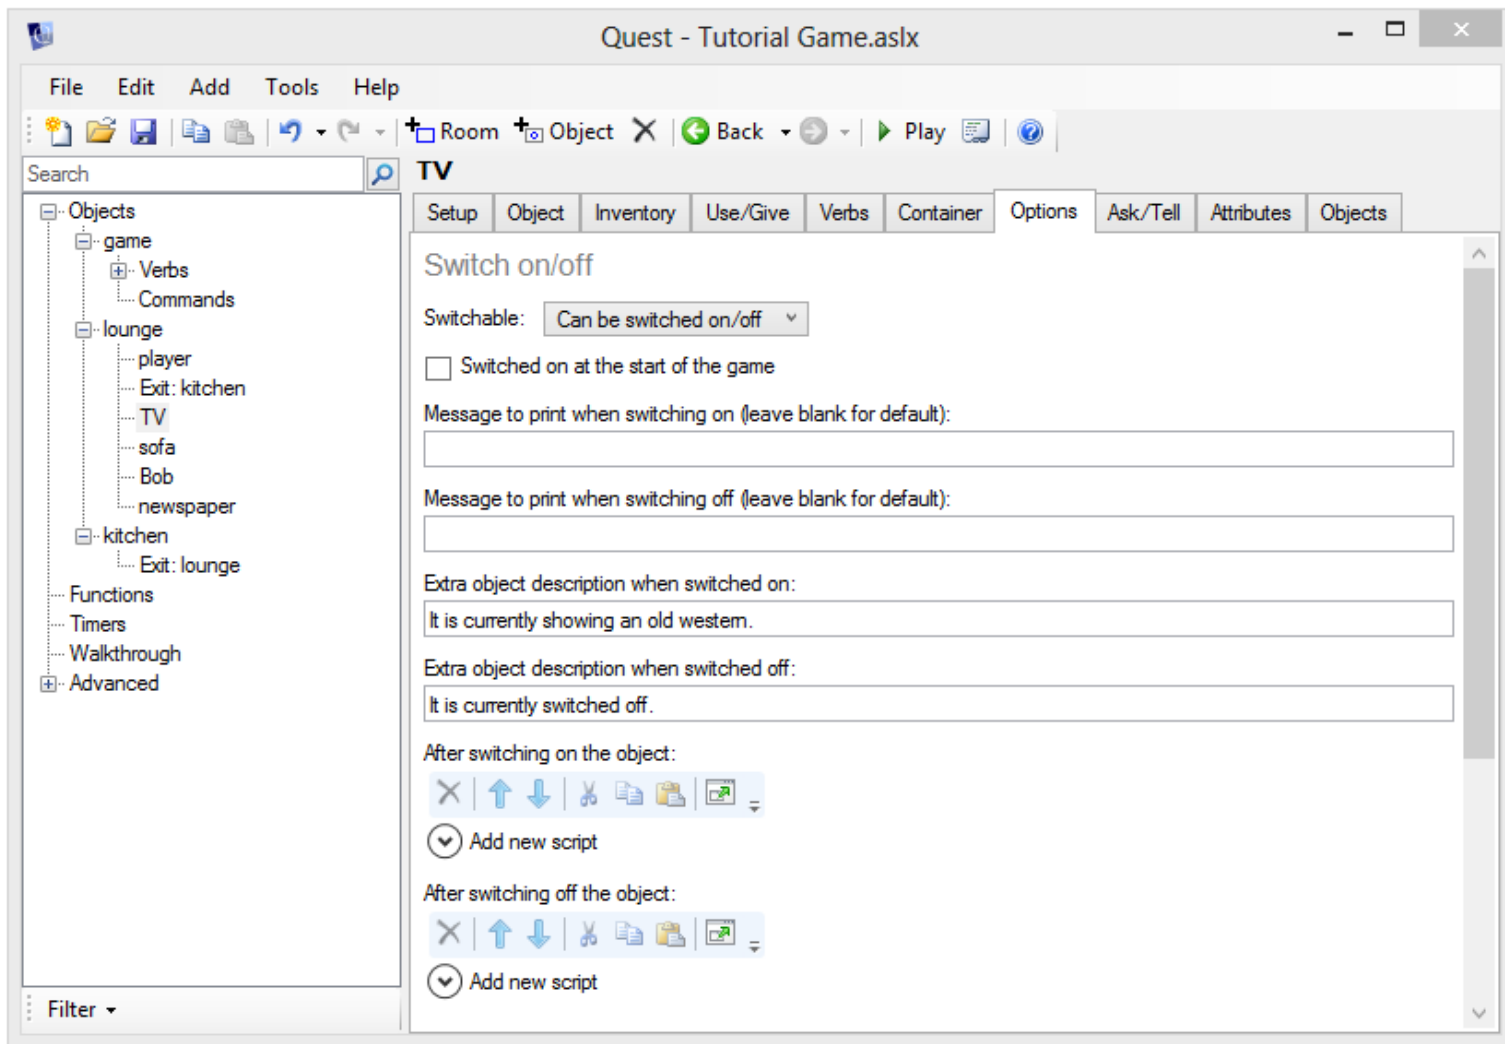 Quest - Tutorial Game.aslx
File Edit Add Tools Help
Room Object Back Play
Search
TV
Objects
game
Verbs
Commands
lounge
player
Exit: kitchen
TV
sofa
Bob
newspaper
kitchen
Exit: lounge
Functions
Timers
Walkthrough
Advanced
Filter
Setup Object Inventory Use/Give Verbs Container Options Ask/Tell Attributes Objects
Switch on/off
Switchable: Can be switched on/off
Switched on at the start of the game
Message to print when switching on (leave blank for default):
Message to print when switching off (leave blank for default):
Extra object description when switched on:
It is currently showing an old western.
Extra object description when switched off:
It is currently switched off.
After switching on the object:
Add new script
After switching off the object:
Add new script